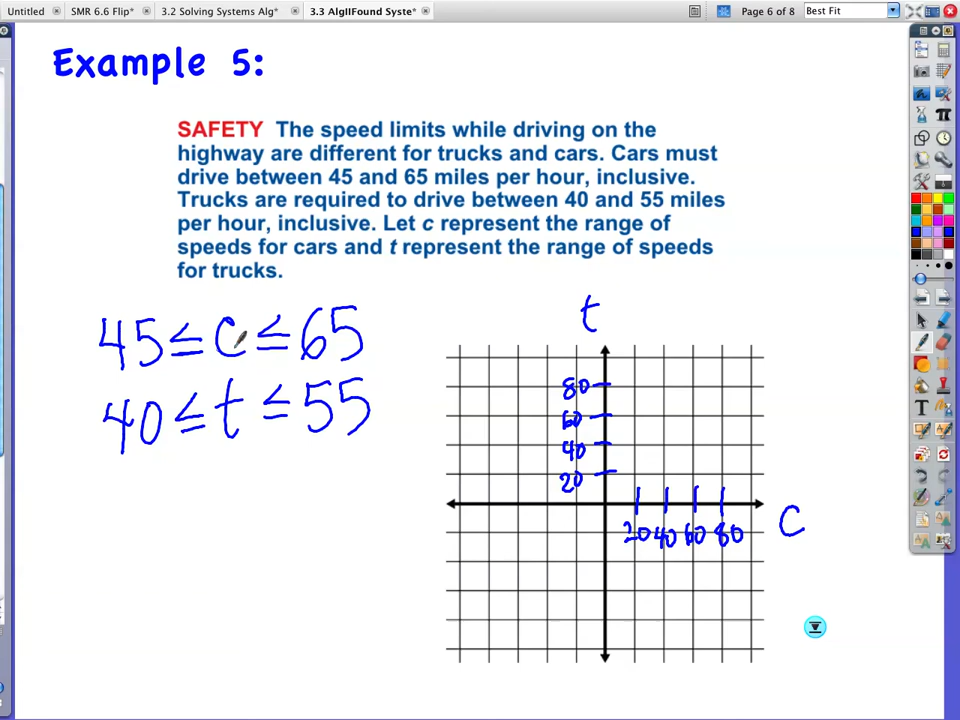 Untitled
SMR 6.6 Flip*
3.2 Solving Systems Alg*
3.3 AlgIIFound Syste*
Page 6 of 8
Best Fit
Example 5:
SAFETY The speed limits while driving on the
highway are different for trucks and cars. Cars must
drive between 45 and 65 miles per hour, inclusive.
Trucks are required to drive between 40 and 55 miles
per hour, inclusive. Let c represent the range of
speeds for cars and t represent the range of speeds
for trucks.
45 ≤ c ≤ 65
40 ≤ t ≤ 55
t
80
60
40
20
20 40 60 80
C